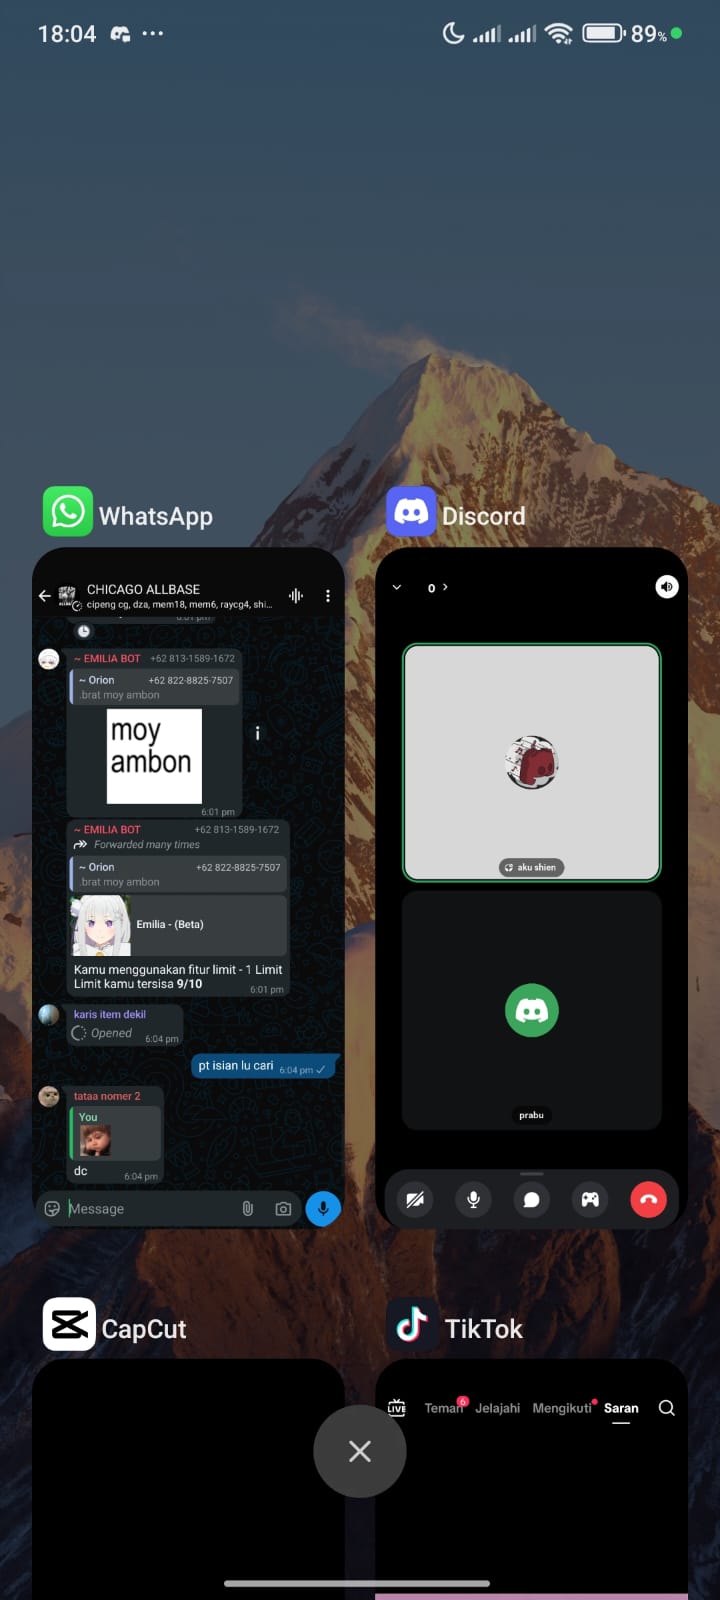 18:04
89%
WhatsApp
CHICAGO ALLBASE
cipeng cg, dza, mem18, mem6, raycg4, shi...
6:01 pm
~ EMILIA BOT +62 813-1589-1672
~ Orion +62 822-8825-7507
.brat moy ambon
moy
ambon
6:01 pm
~ EMILIA BOT +62 813-1589-1672
Forwarded many times
~ Orion +62 822-8825-7507
.brat moy ambon
Emilia - (Beta)
Kamu menggunakan fitur limit - 1 Limit
Limit kamu tersisa 9/10
6:01 pm
karis item dekil
Opened 6:04 pm
pt isian lu cari 6:04 pm
tataa nomer 2
You
dc
6:04 pm
Message
Discord
0
aku shien
prabu
CapCut
TikTok
LIVE Teman 6 Jelajahi Mengikuti Saran